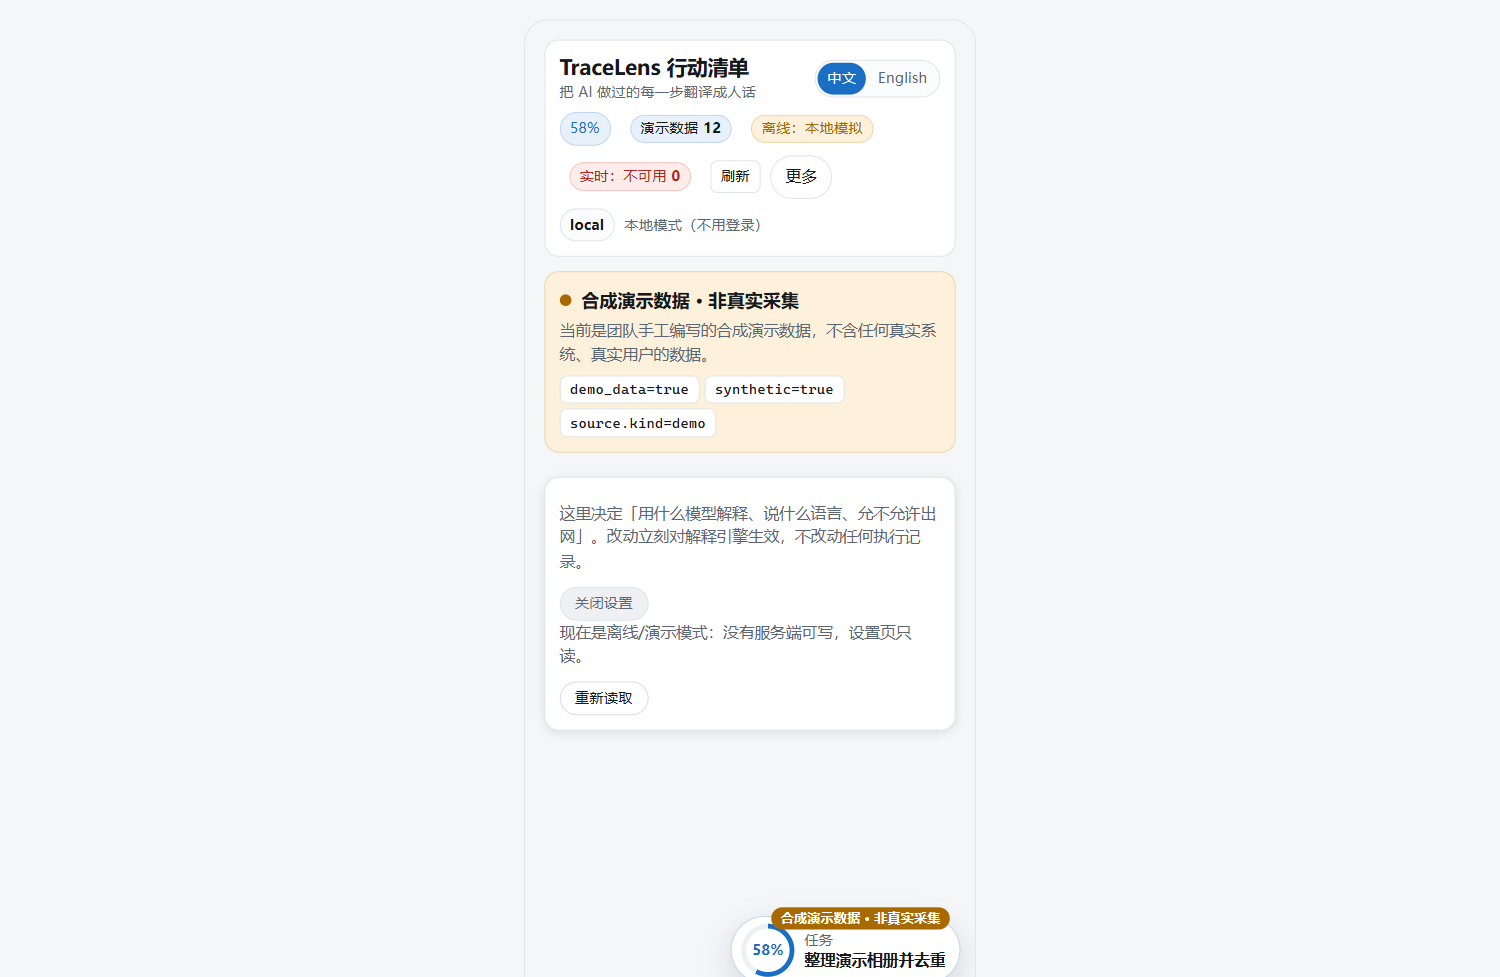 TraceLens 行动清单
中文 English
把 AI 做过的每一步翻译成人话
58% 演示数据 12 离线：本地模拟
实时：不可用 0 刷新 更多
local 本地模式（不用登录）
合成演示数据 • 非真实采集
当前是团队手工编写的合成演示数据，不含任何真实系
统、真实用户的数据。
demo_data=true synthetic=true
source.kind=demo
这里决定「用什么模型解释、说什么语言、允不允许出
网」。改动立刻对解释引擎生效，不改动任何执行记
录。
关闭设置
现在是离线/演示模式：没有服务端可写，设置页只
读。
重新读取
合成演示数据 • 非真实采集
任务
58%
整理演示相册并去重